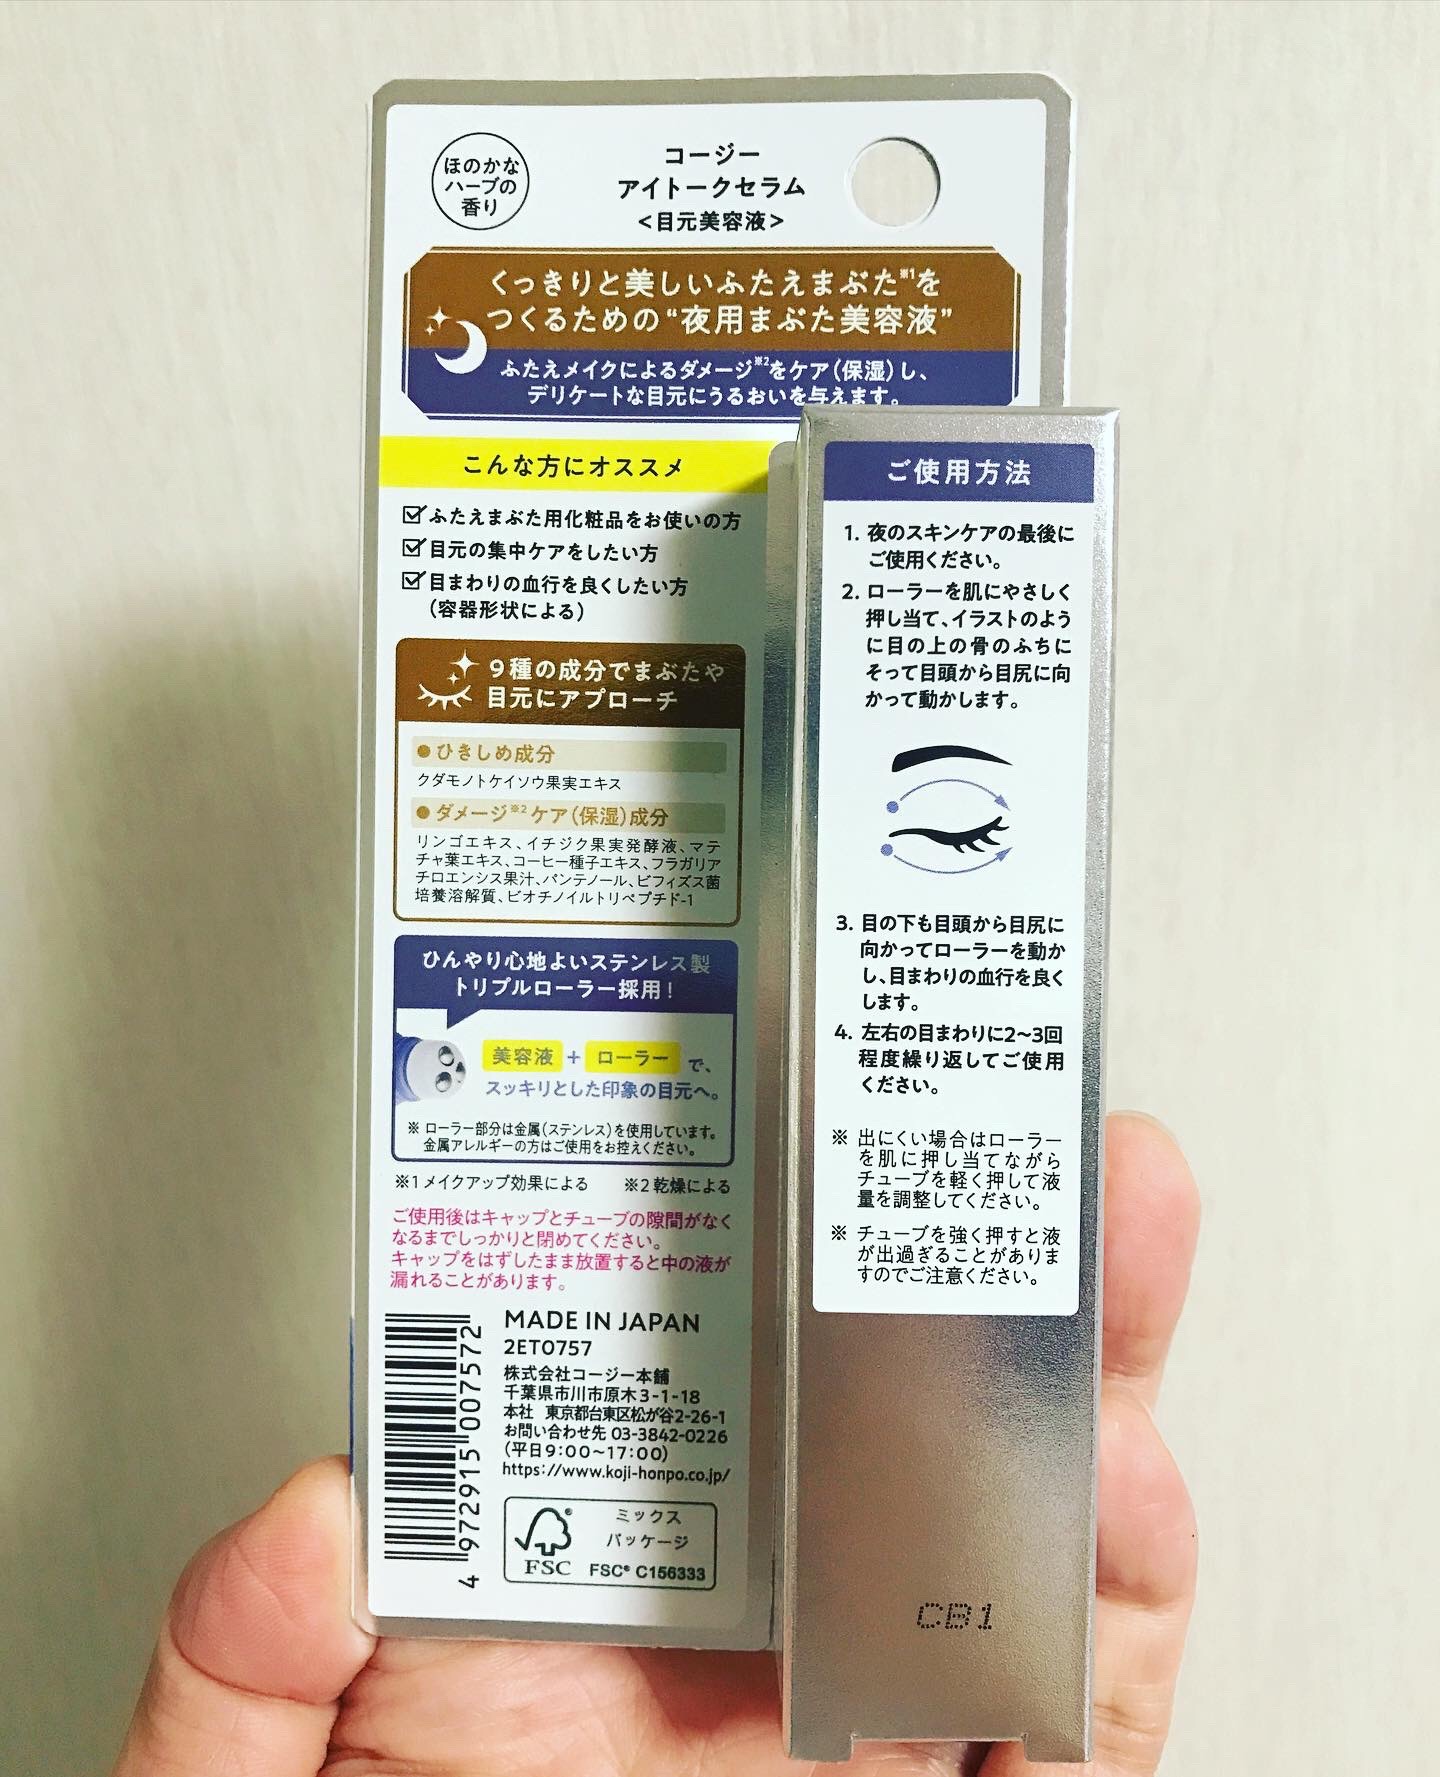 ほのかな
ハーブの
香り
コージー
アイトークセラム
<目元美容液>
くっきりと美しいふたえまぶた※1を
つくるための“夜用まぶた美容液”
ふたえメイクによるダメージ※2をケア(保湿)し、
デリケートな目元にうるおいを与えます。
こんな方にオススメ
ふたえまぶた用化粧品をお使いの方
目元の集中ケアをしたい方
目まわりの血行を良くしたい方
(容器形状による)
9種の成分でまぶたや
目元にアプローチ
●ひきしめ成分
クダモノトケイソウ果実エキス
●ダメージ※2ケア(保湿)成分
リンゴエキス、イチジク果実発酵液、マテ
チャ葉エキス、コーヒー種子エキス、フラガリア
チロエンシス果汁、パンテノール、ビフィズス菌
培養溶解質、ビオチノイルトリペプチド-1
ひんやり心地よいステンレス製
トリプルローラー採用!
美容液+ローラーで、
スッキリとした印象の目元へ。
※ローラー部分は金属(ステンレス)を使用しています。
金属アレルギーの方はご使用をお控えください。
※1メイクアップ効果による ※2乾燥による
ご使用後はキャップとチューブの隙間がなく
なるまでしっかりと閉めてください。
キャップをはずしたまま放置すると中の液が
漏れることがあります。
4 972915 007572
MADE IN JAPAN
2ET0757
株式会社コージー本舗
千葉県市川市原木3-1-18
本社 東京都台東区松が谷2-26-1
お問い合わせ先 03-3842-0226
(平日9:00~17:00)
https://www.koji-honpo.co.jp/
FSC®
ミックス
パッケージ
FSC® C156333
ご使用方法
1. 夜のスキンケアの最後に
ご使用ください。
2. ローラーを肌にやさしく
押し当て、イラストのよう
に目の上の骨のふちに
そって目頭から目尻に向
かって動かします。
3. 目の下も目頭から目尻に
向かってローラーを動か
し、目まわりの血行を良く
します。
4. 左右の目まわりに2~3回
程度繰り返してご使用
ください。
※ 出にくい場合はローラー
を肌に押し当てながら
チューブを軽く押して液
量を調整してください。
※ チューブを強く押すと液
が出過ぎることがありま
すのでご注意ください。
CB1